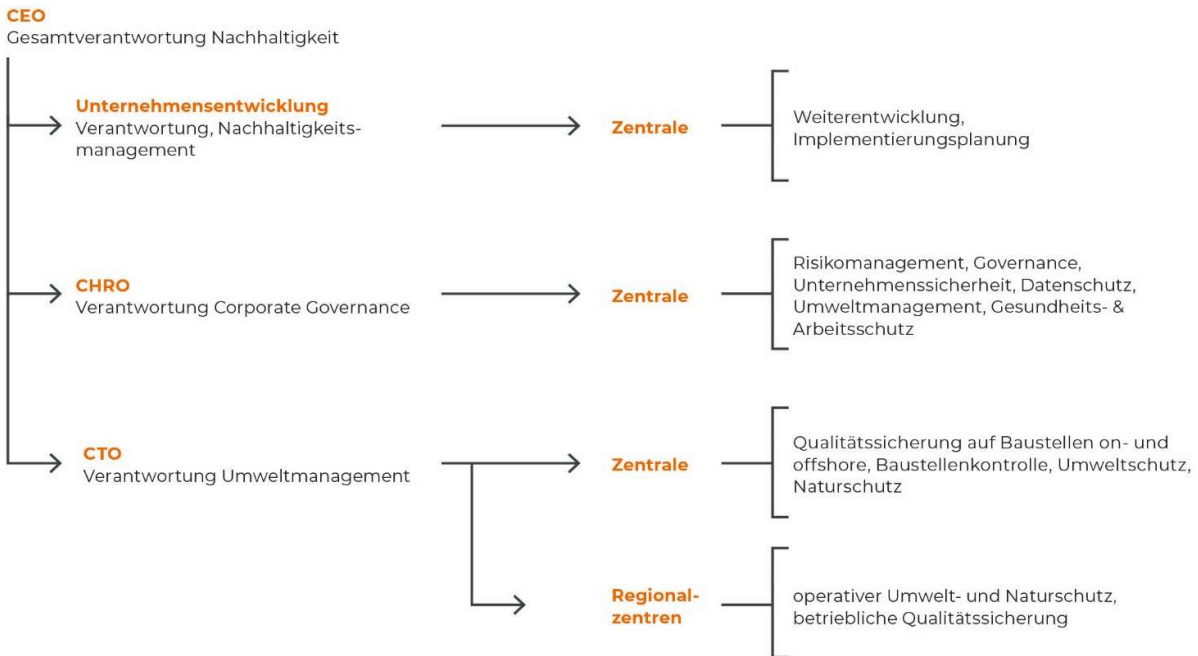 CEO
Gesamtverantwortung Nachhaltigkeit
Unternehmensentwicklung
Verantwortung, Nachhaltigkeits-
management
Zentrale
Weiterentwicklung,
Implementierungsplanung
CHRO
Verantwortung Corporate Governance
Zentrale
Risikomanagement, Governance,
Unternehmenssicherheit, Datenschutz,
Umweltmanagement, Gesundheits- &
Arbeitsschutz
CTO
Verantwortung Umweltmanagement
Zentrale
Qualitätssicherung auf Baustellen on- und
offshore, Baustellenkontrolle, Umweltschutz,
Naturschutz
Regional-
zentren
operativer Umwelt- und Naturschutz,
betriebliche Qualitätssicherung